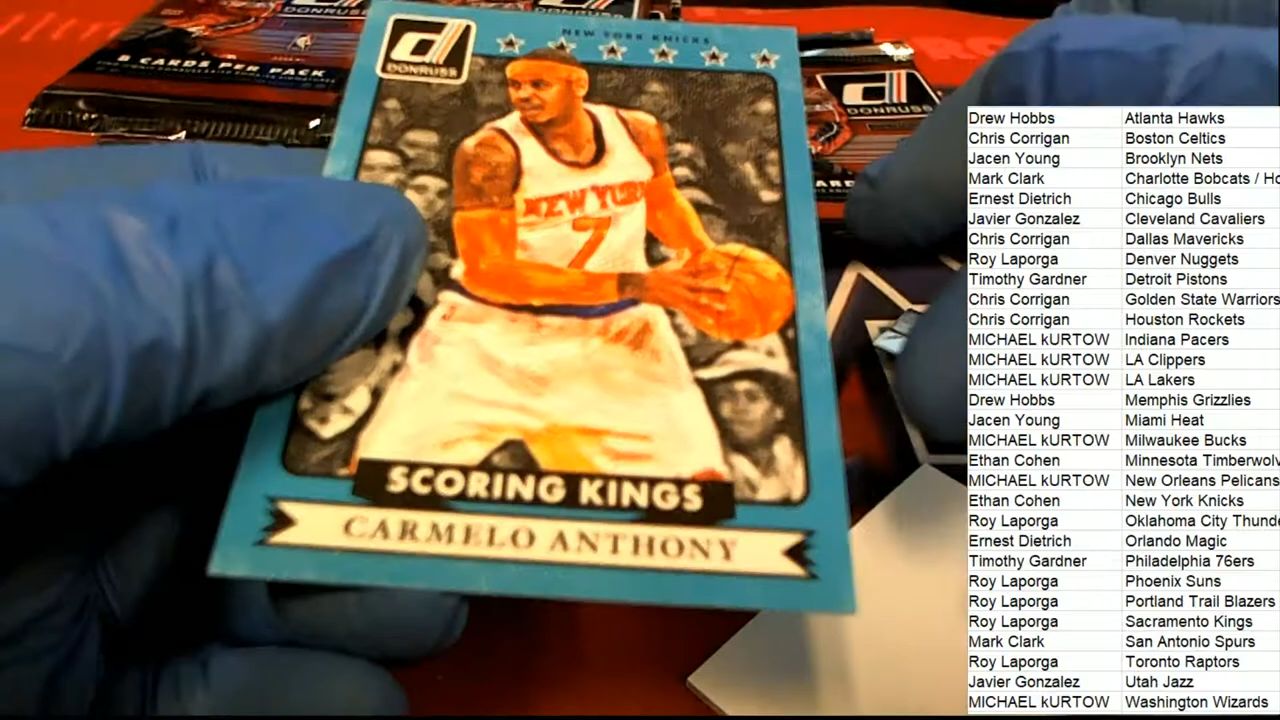 DONRUSS
8 CARDS PER PACK
NEW YORK KNICKS
d
DONRUSS
DONRUSS
NEW YORK
7
SCORING KINGS
CARMELO ANTHONY
Drew Hobbs Atlanta Hawks
Chris Corrigan Boston Celtics
Jacen Young Brooklyn Nets
Mark Clark Charlotte Bobcats / Ho
Ernest Dietrich Chicago Bulls
Javier Gonzalez Cleveland Cavaliers
Chris Corrigan Dallas Mavericks
Roy Laporga Denver Nuggets
Timothy Gardner Detroit Pistons
Chris Corrigan Golden State Warriors
Chris Corrigan Houston Rockets
MICHAEL kURTOW Indiana Pacers
MICHAEL kURTOW LA Clippers
MICHAEL kURTOW LA Lakers
Drew Hobbs Memphis Grizzlies
Jacen Young Miami Heat
MICHAEL kURTOW Milwaukee Bucks
Ethan Cohen Minnesota Timberwolv
MICHAEL kURTOW New Orleans Pelicans
Ethan Cohen New York Knicks
Roy Laporga Oklahoma City Thund
Ernest Dietrich Orlando Magic
Timothy Gardner Philadelphia 76ers
Roy Laporga Phoenix Suns
Roy Laporga Portland Trail Blazers
Roy Laporga Sacramento Kings
Mark Clark San Antonio Spurs
Roy Laporga Toronto Raptors
Javier Gonzalez Utah Jazz
MICHAEL kURTOW Washington Wizards